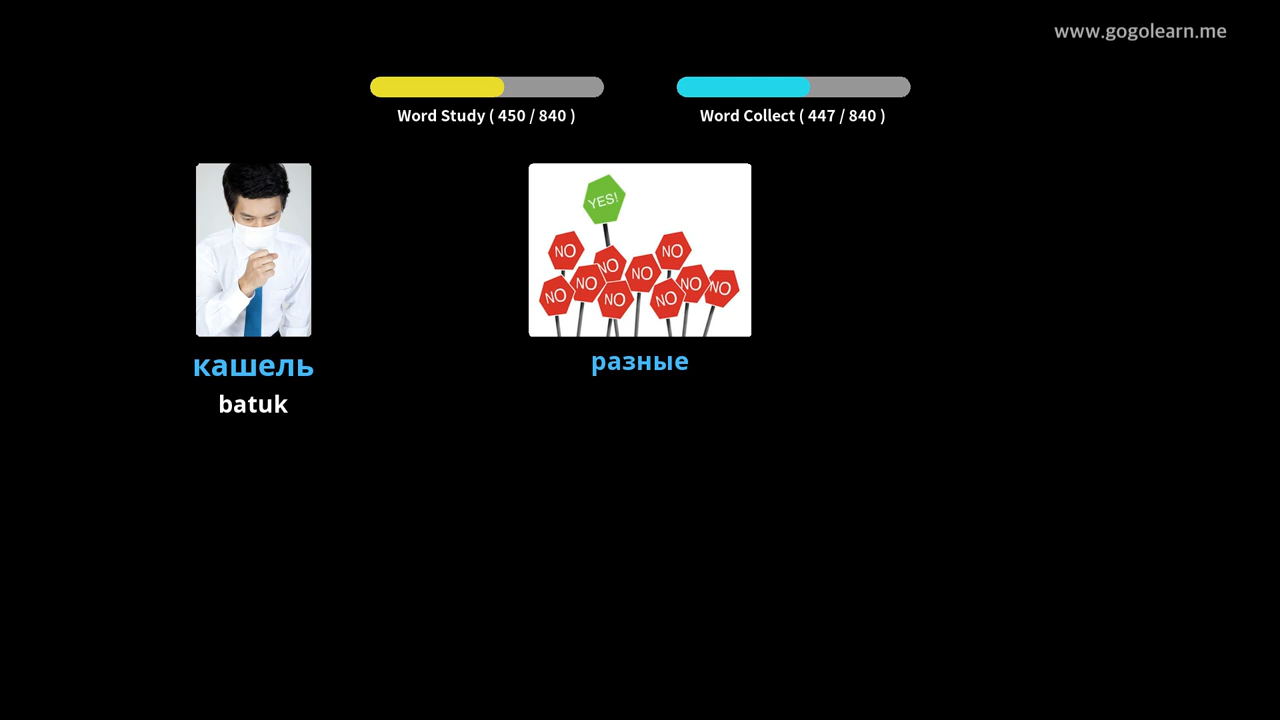 www.gogolearn.me
Word Study ( 450 / 840 )
Word Collect ( 447 / 840 )
YES!
NO
NO
NO
NO
NO
NO
NO
NO
NO
NO
кашель
batuk
разные